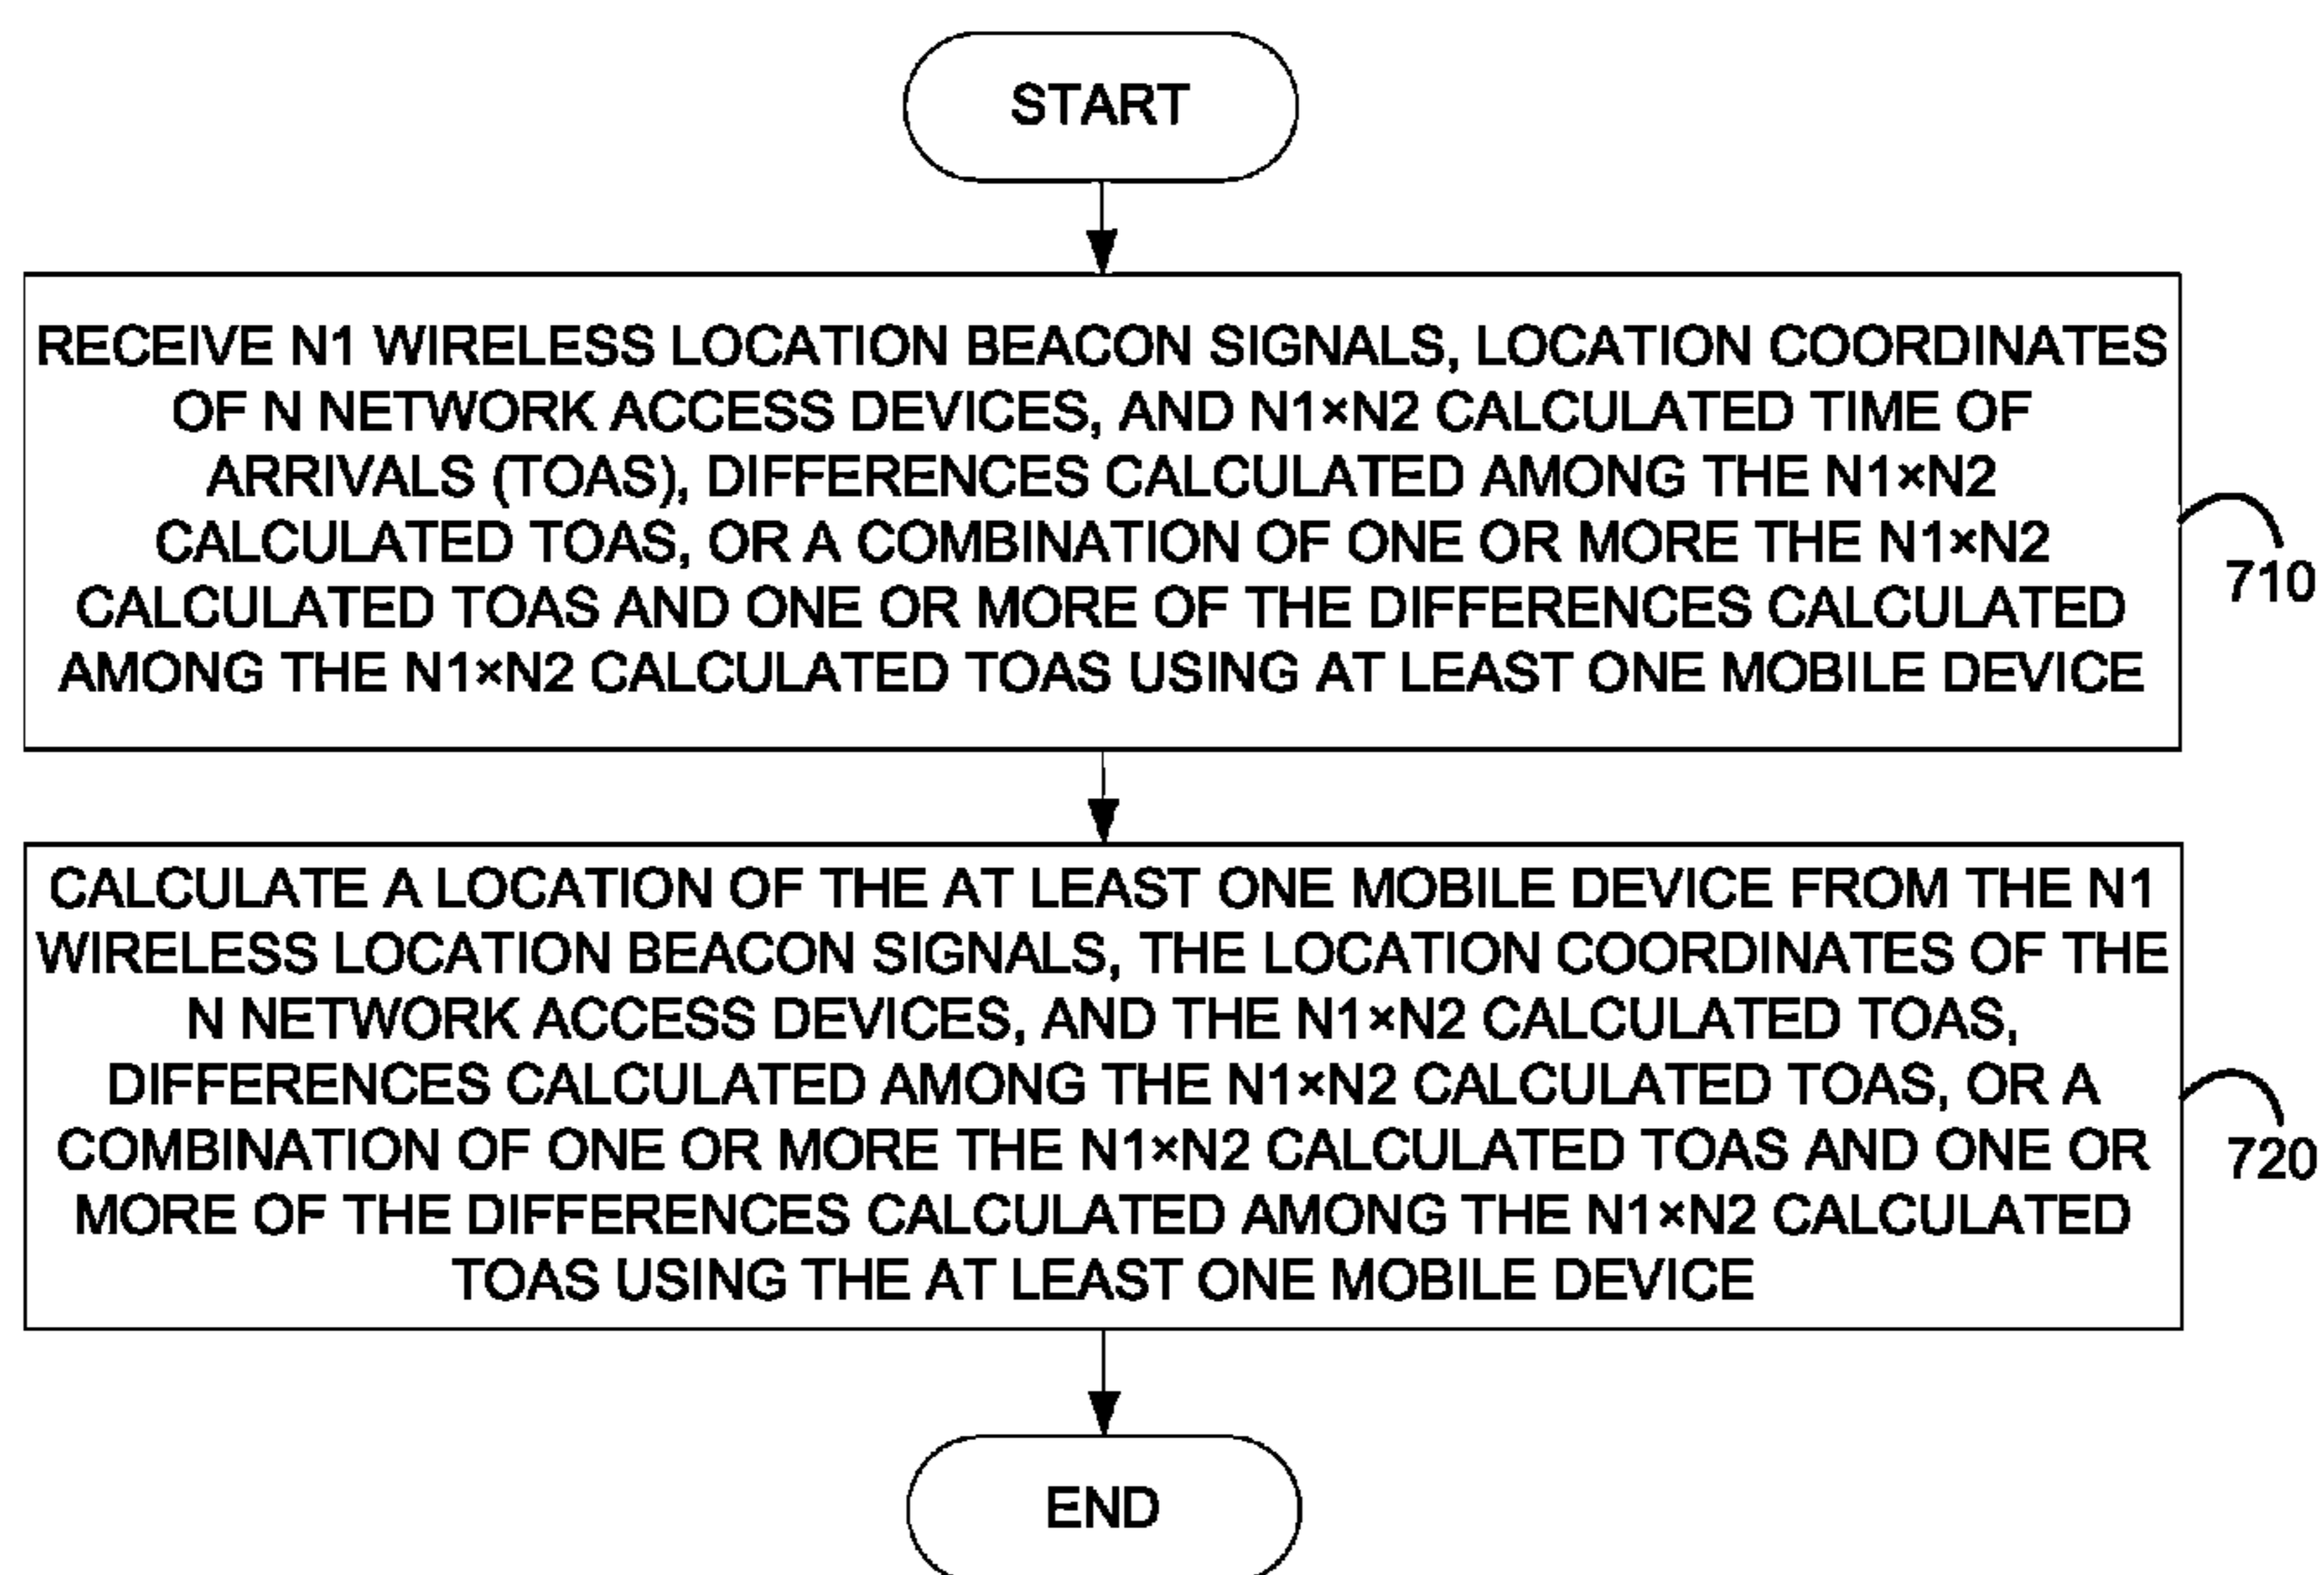 START
RECEIVE N1 WIRELESS LOCATION BEACON SIGNALS, LOCATION COORDINATES
OF N NETWORK ACCESS DEVICES, AND N1×N2 CALCULATED TIME OF
ARRIVALS (TOAS), DIFFERENCES CALCULATED AMONG THE N1×N2
CALCULATED TOAS, OR A COMBINATION OF ONE OR MORE THE N1×N2
CALCULATED TOAS AND ONE OR MORE OF THE DIFFERENCES CALCULATED
AMONG THE N1×N2 CALCULATED TOAS USING AT LEAST ONE MOBILE DEVICE
710
CALCULATE A LOCATION OF THE AT LEAST ONE MOBILE DEVICE FROM THE N1
WIRELESS LOCATION BEACON SIGNALS, THE LOCATION COORDINATES OF THE
N NETWORK ACCESS DEVICES, AND THE N1×N2 CALCULATED TOAS,
DIFFERENCES CALCULATED AMONG THE N1×N2 CALCULATED TOAS, OR A
COMBINATION OF ONE OR MORE THE N1×N2 CALCULATED TOAS AND ONE OR
MORE OF THE DIFFERENCES CALCULATED AMONG THE N1×N2 CALCULATED
TOAS USING THE AT LEAST ONE MOBILE DEVICE
720
END